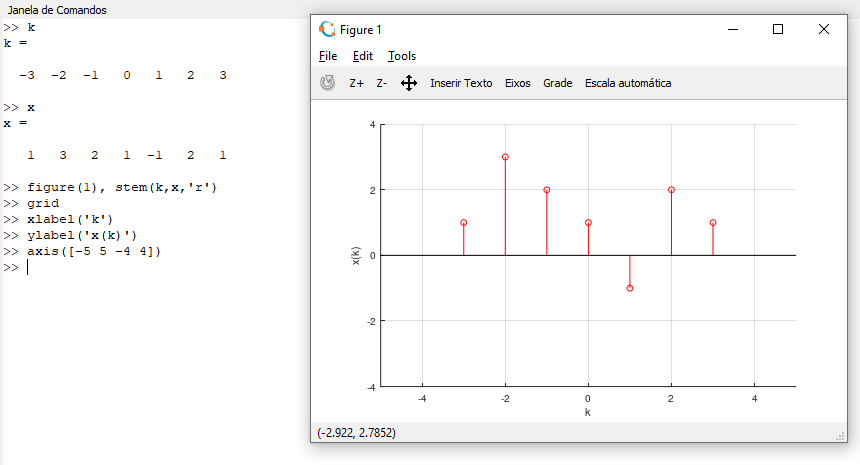 Janela de Comandos
>> k
k =
-3 -2 -1 0 1 2 3
>> x
x =
1 3 2 1 -1 2 1
>> figure(1), stem(k,x,'r')
>> grid
>> xlabel('k')
>> ylabel('x(k)')
>> axis([-5 5 -4 4])
>>
Figure 1
File Edit Tools
Z+ Z- Inserir Texto Eixos Grade Escala automática
4
2
0
-2
-4
x(k)
-4 -2 0 2 4
k
(-2.922, 2.7852)